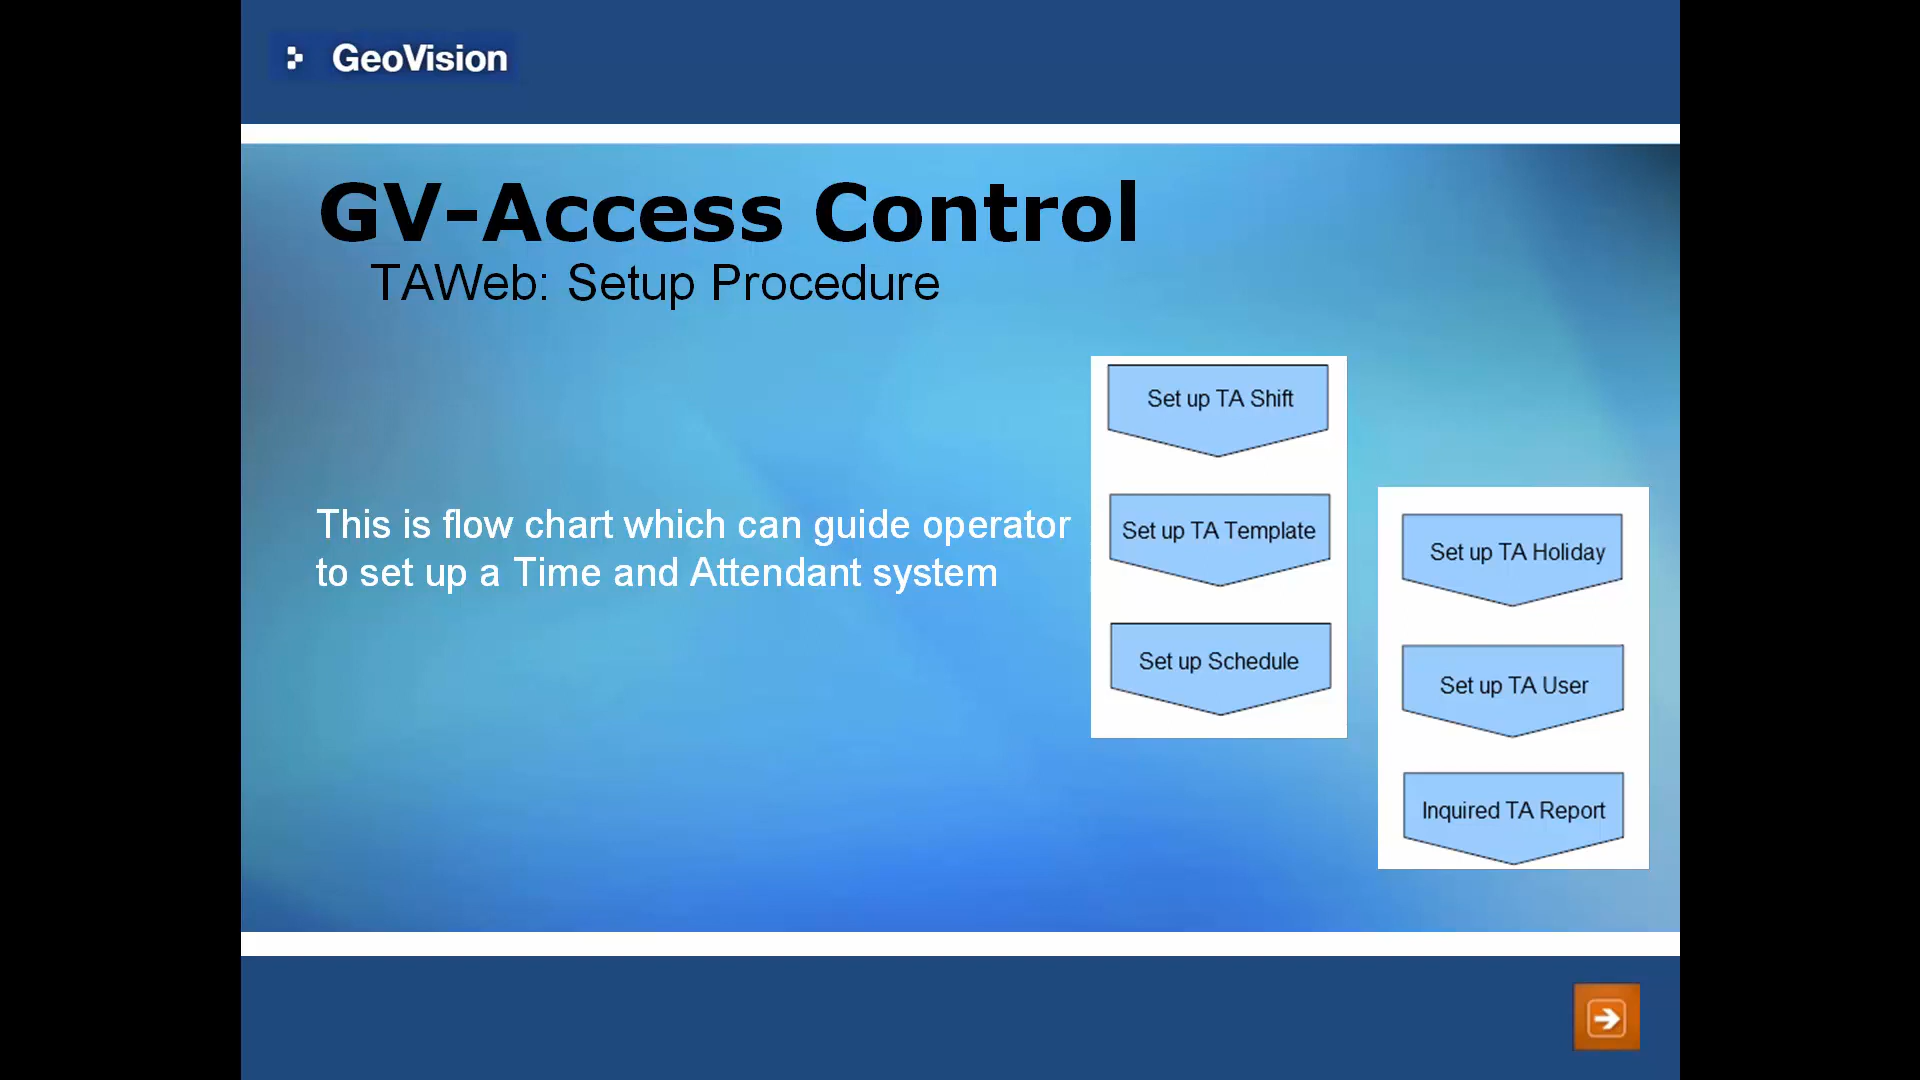 GeoVision
GV-Access Control
TAWeb: Setup Procedure
This is flow chart which can guide operator
to set up a Time and Attendant system
Set up TA Shift
Set up TA Template
Set up Schedule
Set up TA Holiday
Set up TA User
Inquired TA Report